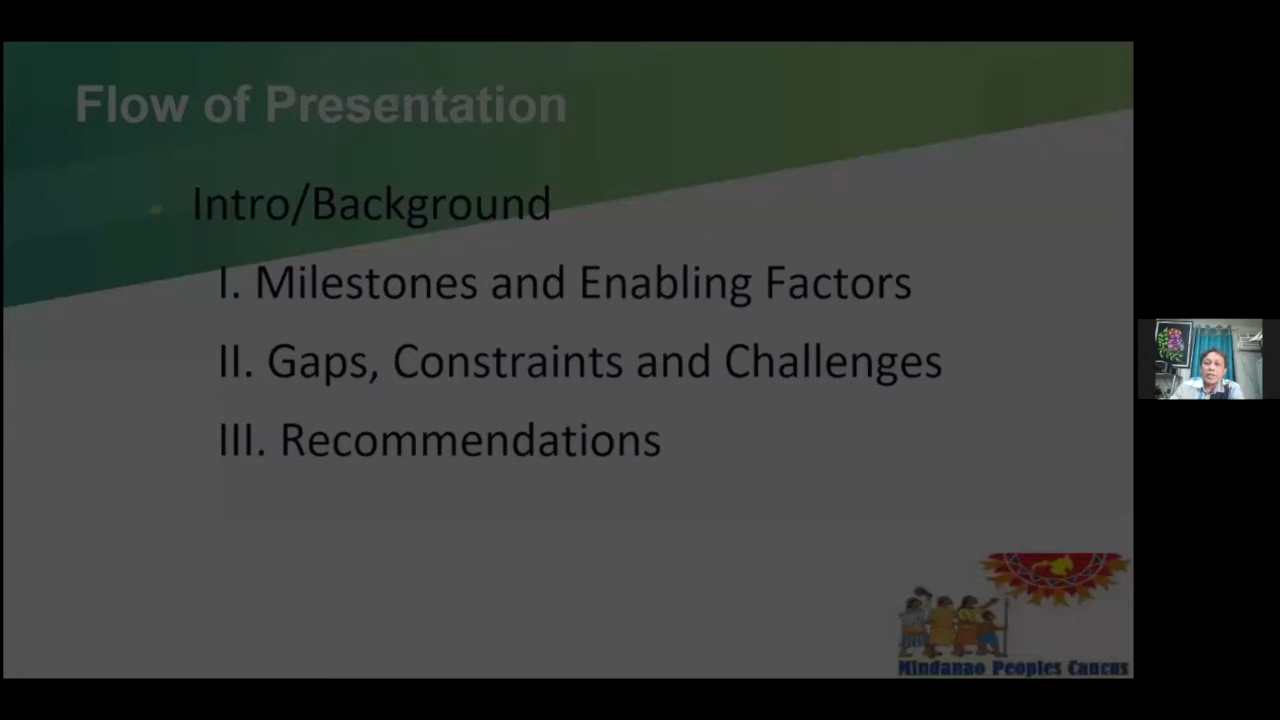 Flow of Presentation
Intro/Background
I. Milestones and Enabling Factors
II. Gaps, Constraints and Challenges
III. Recommendations
Mindanao Peoples Caucus